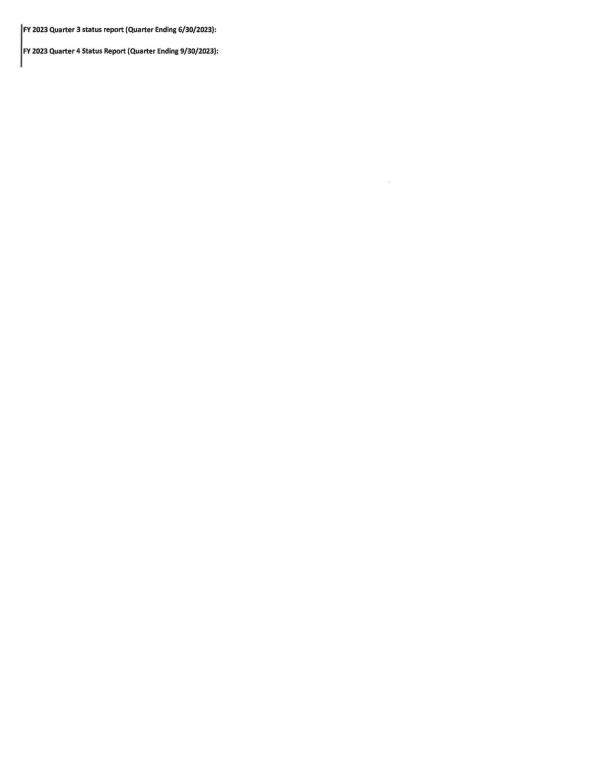 FY 2023 Quarter 3 status report (Quarter Ending 6/30/2023):
FY 2023 Quarter 4 Status Report (Quarter Ending 9/30/2023):